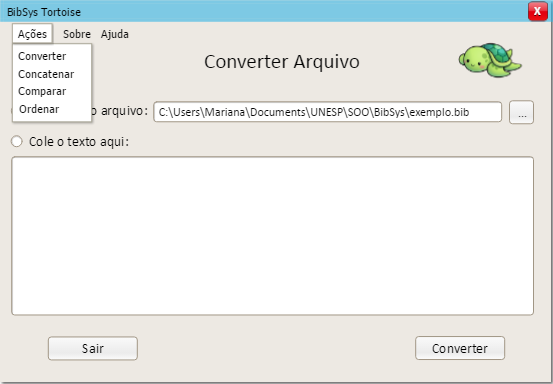 BibSys Tortoise
X
Ações Sobre Ajuda
Converter
Concatenar
Comparar
Ordenar
Converter Arquivo
arquivo: C:\Users\Mariana\Documents\UNESP\SOO\BibSys\exemplo.bib ...
Cole o texto aqui:
Sair Converter